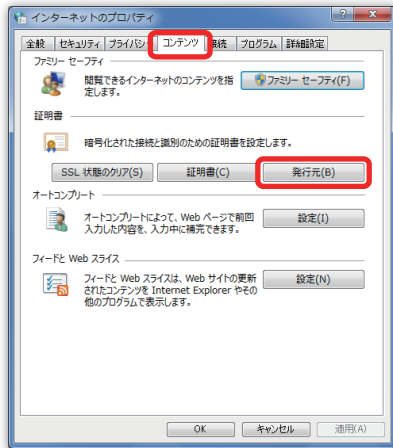 インターネットのプロパティ
全般 セキュリティ プライバシー コンテンツ 接続 プログラム 詳細設定
ファミリー セーフティ
閲覧できるインターネットのコンテンツを指
定します。
ファミリー セーフティ(F)
証明書
暗号化された接続と識別のための証明書を設定します。
SSL 状態のクリア(S) 証明書(C) 発行元(B)
オートコンプリート
オートコンプリートによって、Web ページで前回
入力した内容を、入力中に補完できます。
設定(I)
フィードと Web スライス
フィードと Web スライスは、Web サイトの更新
されたコンテンツを Internet Explorer やその
他のプログラムで表示します。
設定(N)
OK キャンセル 適用(A)